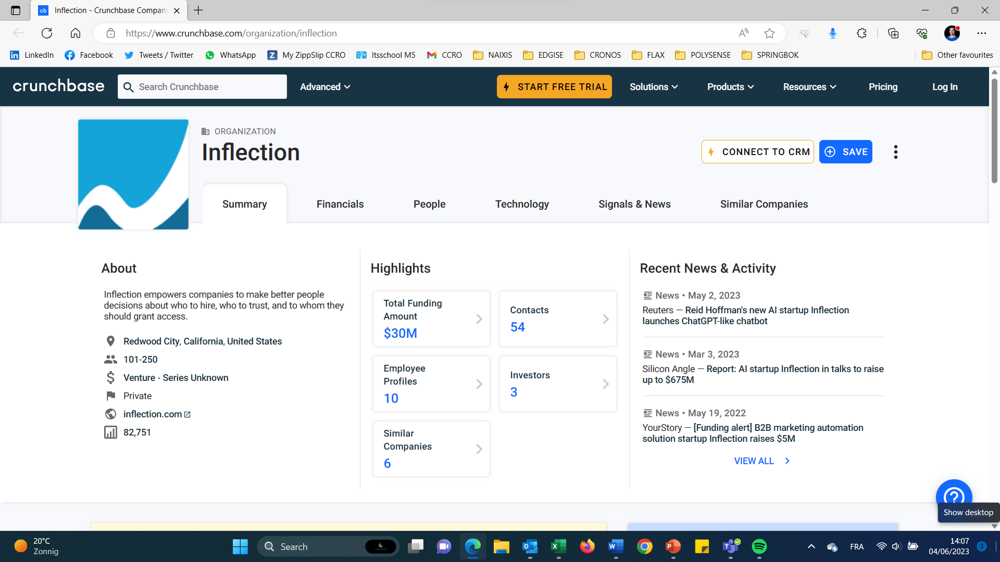 cb Inflection - Crunchbase Company
https://www.crunchbase.com/organization/inflection
LinkedIn Facebook Tweets / Twitter WhatsApp Z My ZippSlip CCRO Itsschool M5 CCRO NAIXIS EDGISE CRONOS FLAX POLYSENSE SPRINGBOK Other favourites
crunchbase Search Crunchbase Advanced START FREE TRIAL Solutions Products Resources Pricing Log In
ORGANIZATION
Inflection
CONNECT TO CRM SAVE
Summary Financials People Technology Signals & News Similar Companies
About
Inflection empowers companies to make better people
decisions about who to hire, who to trust, and to whom they
should grant access.
Redwood City, California, United States
101-250
Venture - Series Unknown
Private
inflection.com
82,751
Highlights
Total Funding
Amount
$30M
Contacts
54
Employee
Profiles
10
Investors
3
Similar
Companies
6
Recent News & Activity
News • May 2, 2023
Reuters — Reid Hoffman's new AI startup Inflection
launches ChatGPT-like chatbot
News • Mar 3, 2023
Silicon Angle — Report: AI startup Inflection in talks to raise
up to $675M
News • May 19, 2022
YourStory — [Funding alert] B2B marketing automation
solution startup Inflection raises $5M
VIEW ALL
Show desktop
20°C
Zonnig
Search
FRA
14:07
04/06/2023
3